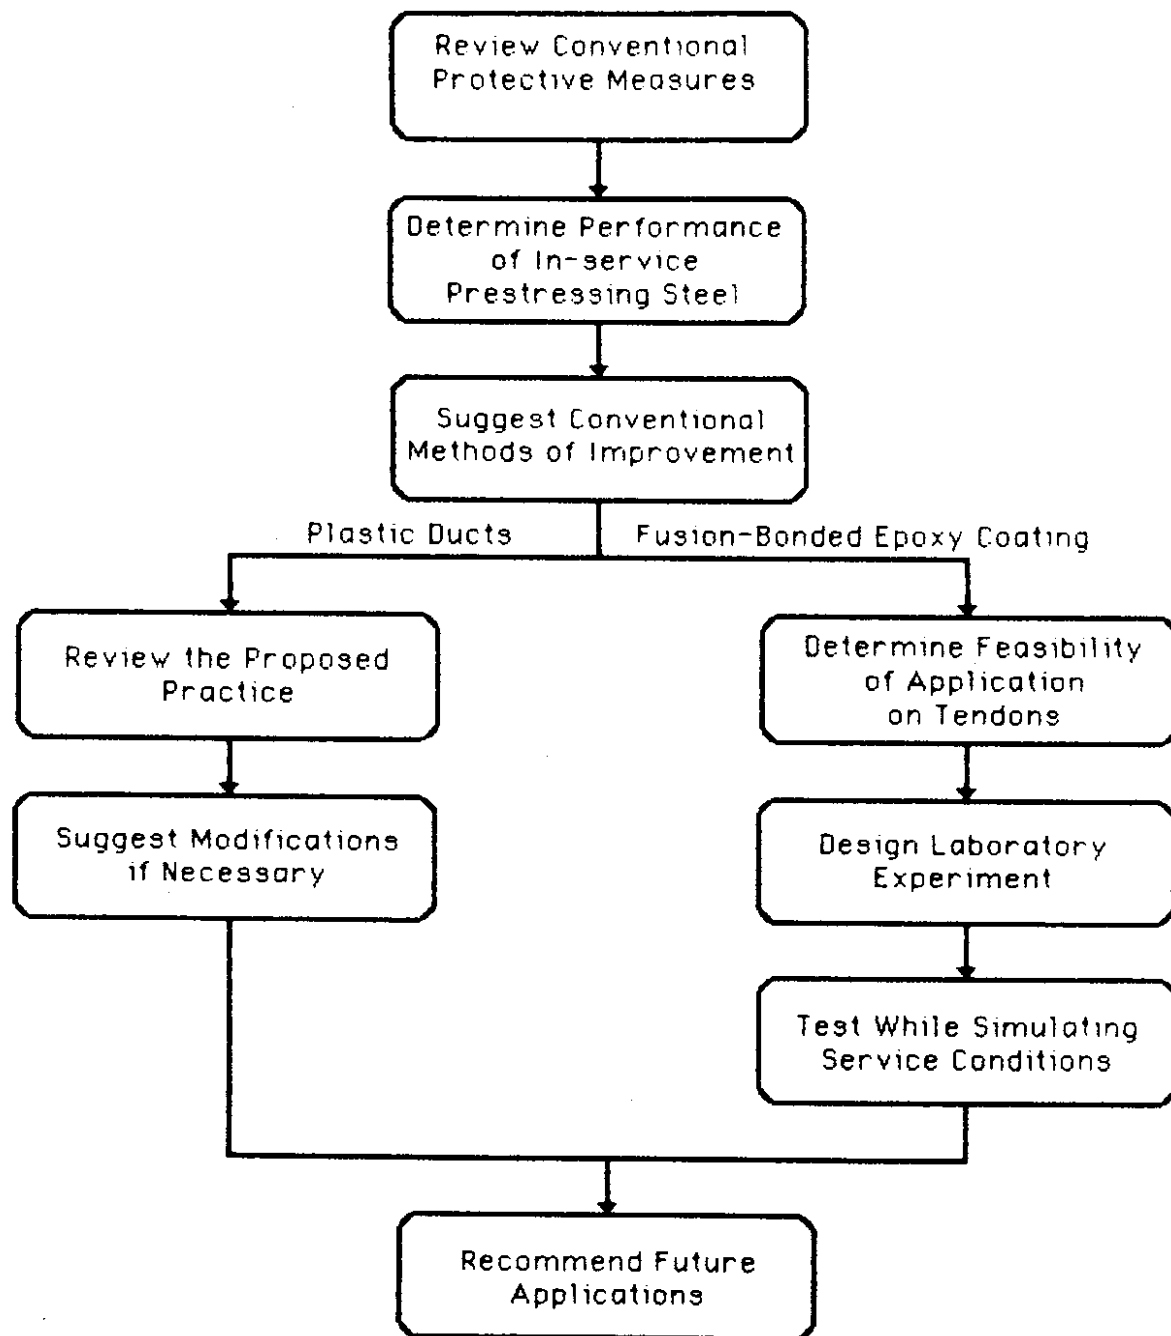 Review Conventional
Protective Measures
Determine Performance
of In-service
Prestressing Steel
Suggest Conventional
Methods of Improvement
Plastic Ducts
Fusion-Bonded Epoxy Coating
Review the Proposed
Practice
Determine Feasibility
of Application
on Tendons
Suggest Modifications
if Necessary
Design Laboratory
Experiment
Test While Simulating
Service Conditions
Recommend Future
Applications